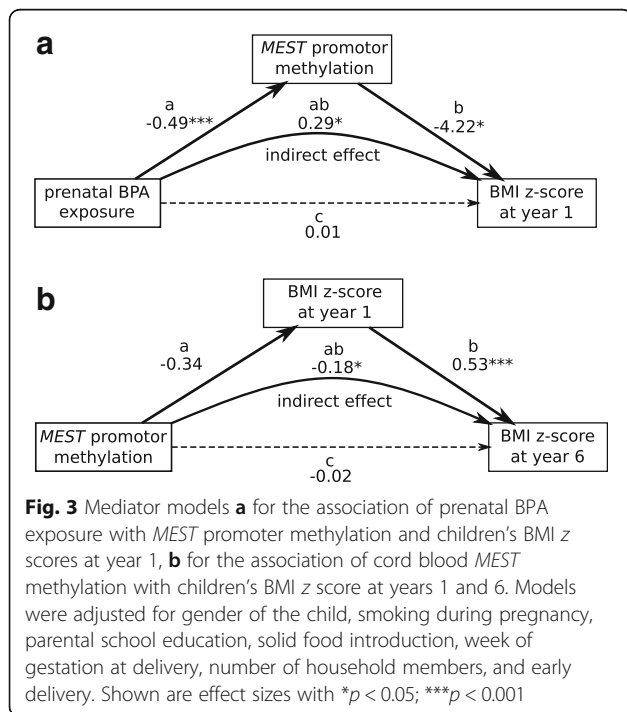 a
MEST promotor
methylation
a
-0.49***
ab
0.29*
b
-4.22*
indirect effect
prenatal BPA
exposure
BMI z-score
at year 1
c
0.01
b
BMI z-score
at year 1
a
-0.34
ab
-0.18*
b
0.53***
indirect effect
MEST promotor
methylation
BMI z-score
at year 6
c
-0.02
Fig. 3 Mediator models a for the association of prenatal BPA
exposure with MEST promoter methylation and children's BMI z
scores at year 1, b for the association of cord blood MEST
methylation with children's BMI z score at years 1 and 6. Models
were adjusted for gender of the child, smoking during pregnancy,
parental school education, solid food introduction, week of
gestation at delivery, number of household members, and early
delivery. Shown are effect sizes with *p < 0.05; ***p < 0.001